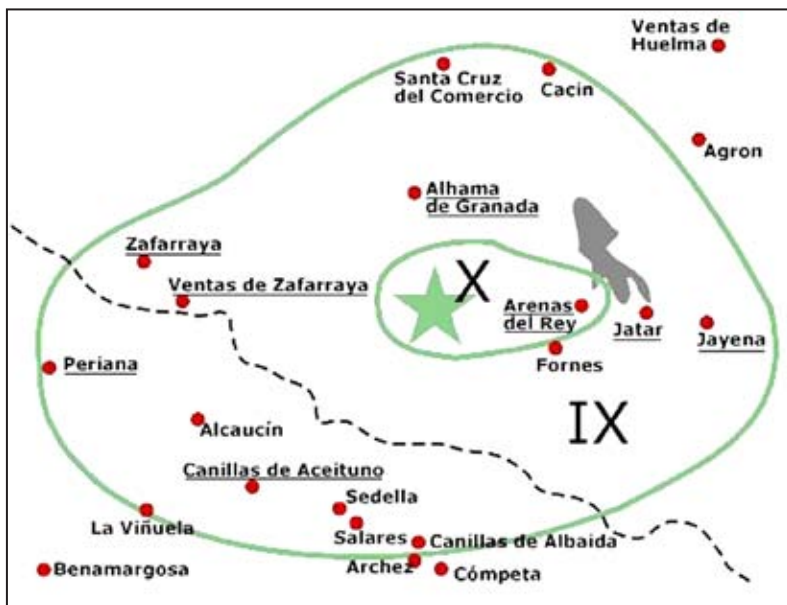 Ventas de
Huelma
Santa Cruz
del Comercio
Cacin
Agron
Alhama
de Granada
Zafarraya
Ventas de Zafarraya
X
Arenas
del Rey
Jatar
Jayena
Fornes
Periana
IX
Alcaucín
Canillas de Aceituno
Sedella
La Viñuela
Salares
Canillas de Albaida
Archez
Cómpeta
Benamargosa